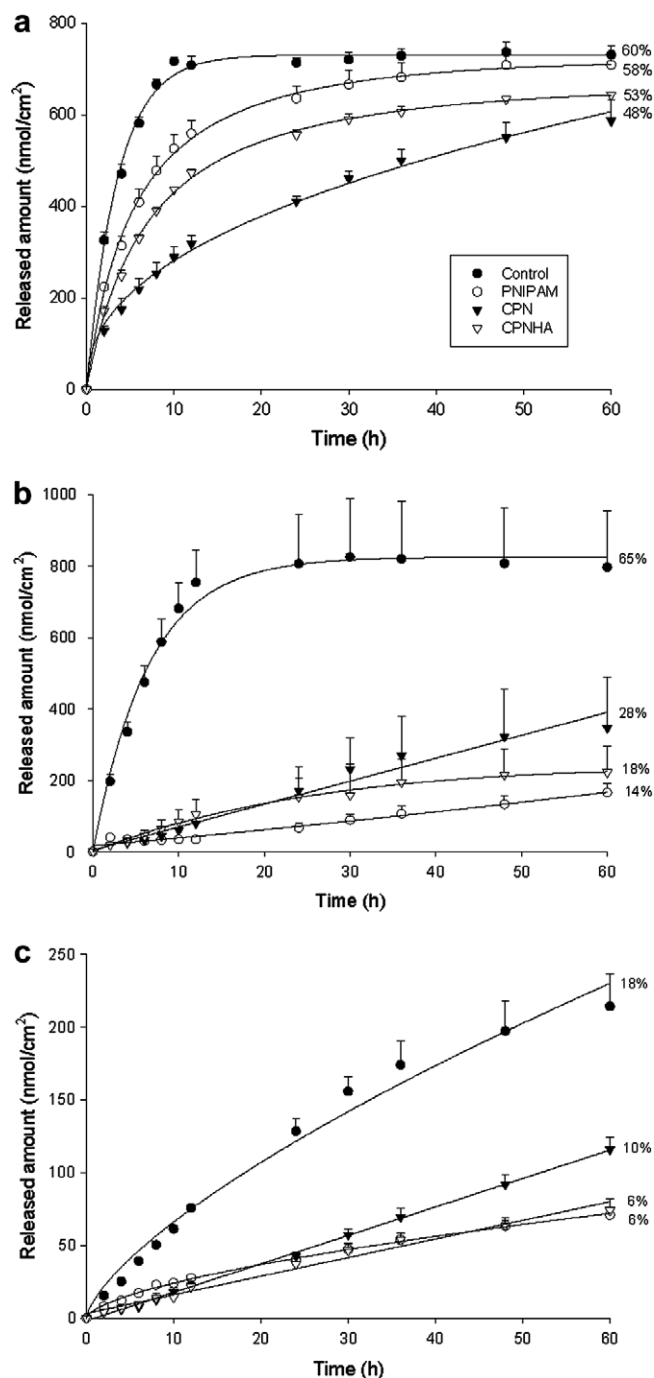 a
800
600
400
200
0
Released amount (nmol/cm²)
60%
58%
53%
48%
Control
PNIPAM
CPN
CPNHA
0 10 20 30 40 50 60
Time (h)
b
1000
800
600
400
200
0
Released amount (nmol/cm²)
65%
28%
18%
14%
0 10 20 30 40 50 60
Time (h)
c
250
200
150
100
50
0
Released amount (nmol/cm²)
18%
10%
6%
6%
0 10 20 30 40 50 60
Time (h)